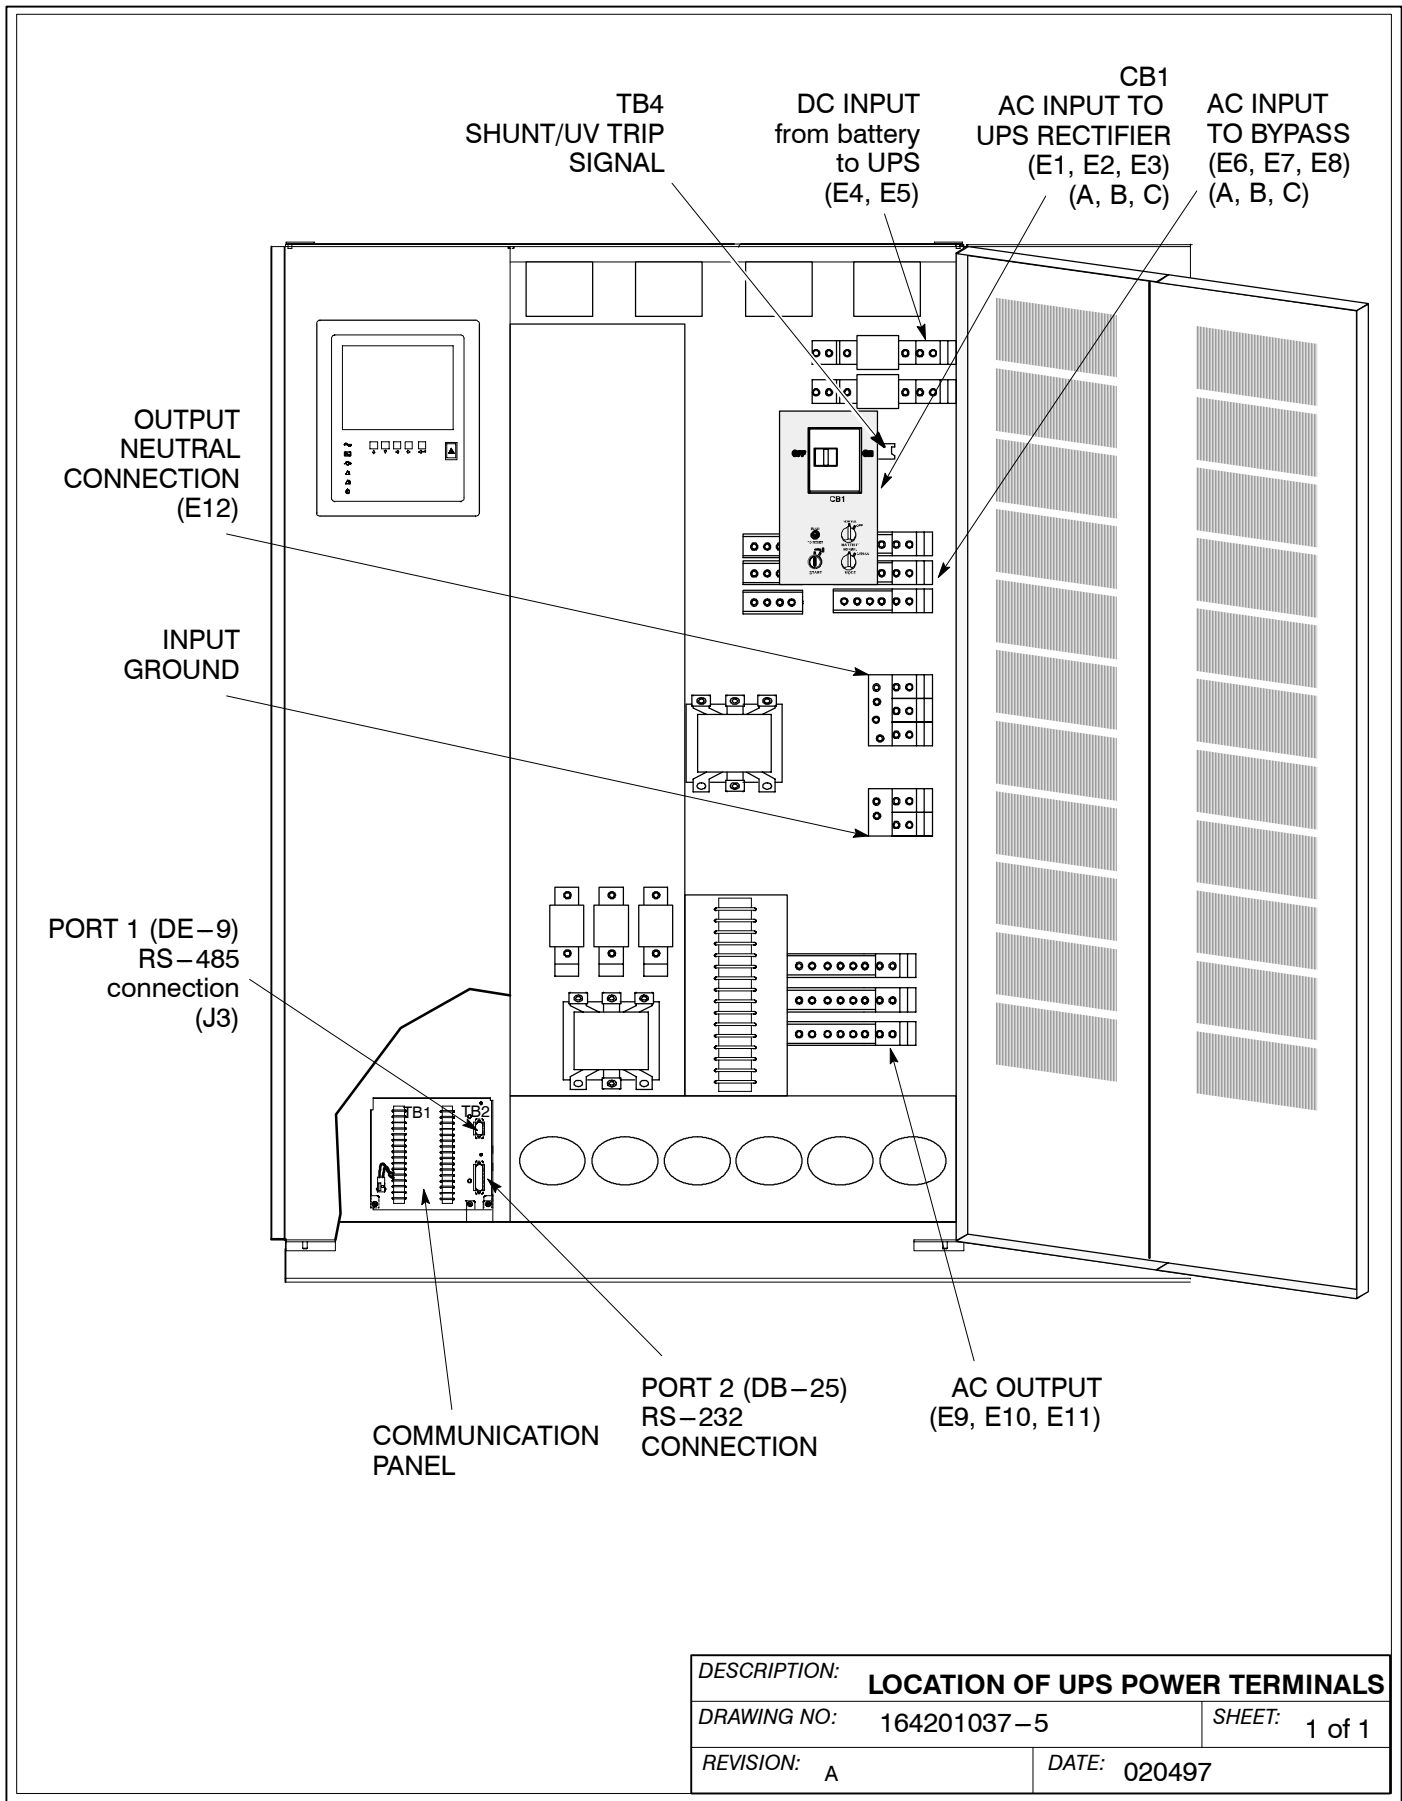 TB4
SHUNT/UV TRIP
SIGNAL
DC INPUT
from battery
to UPS
(E4, E5)
CB1
AC INPUT TO
UPS RECTIFIER
(E1, E2, E3)
(A, B, C)
AC INPUT
TO BYPASS
(E6, E7, E8)
(A, B, C)
OUTPUT
NEUTRAL
CONNECTION
(E12)
OFF
ON
CB1
START
INPUT
GROUND
PORT 1 (DE−9)
RS−485
connection
(J3)
TB1
TB2
COMMUNICATION
PANEL
PORT 2 (DB−25)
RS−232
CONNECTION
AC OUTPUT
(E9, E10, E11)
DESCRIPTION: LOCATION OF UPS POWER TERMINALS
DRAWING NO: 164201037−5
SHEET: 1 of 1
REVISION: A
DATE: 020497